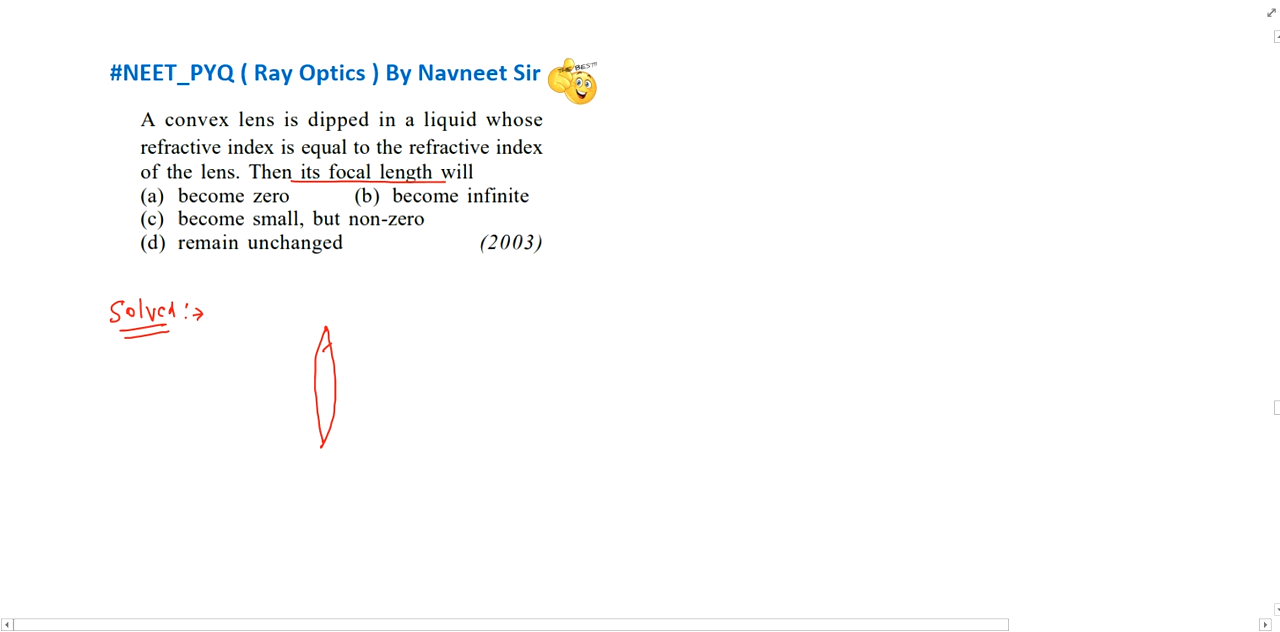 #NEET_PYQ ( Ray Optics ) By Navneet Sir
THE BEST!!!
A convex lens is dipped in a liquid whose
refractive index is equal to the refractive index
of the lens. Then its focal length will
(a) become zero (b) become infinite
(c) become small, but non-zero
(d) remain unchanged (2003)
Solved :→